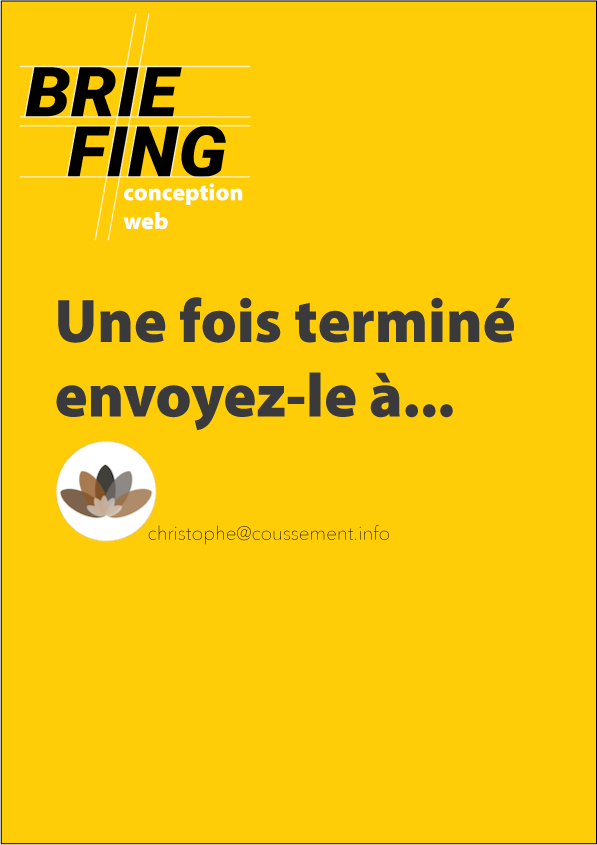 BRIE
FING
conception
web
Une fois terminé
envoyez-le à...
christophe@coussement.info